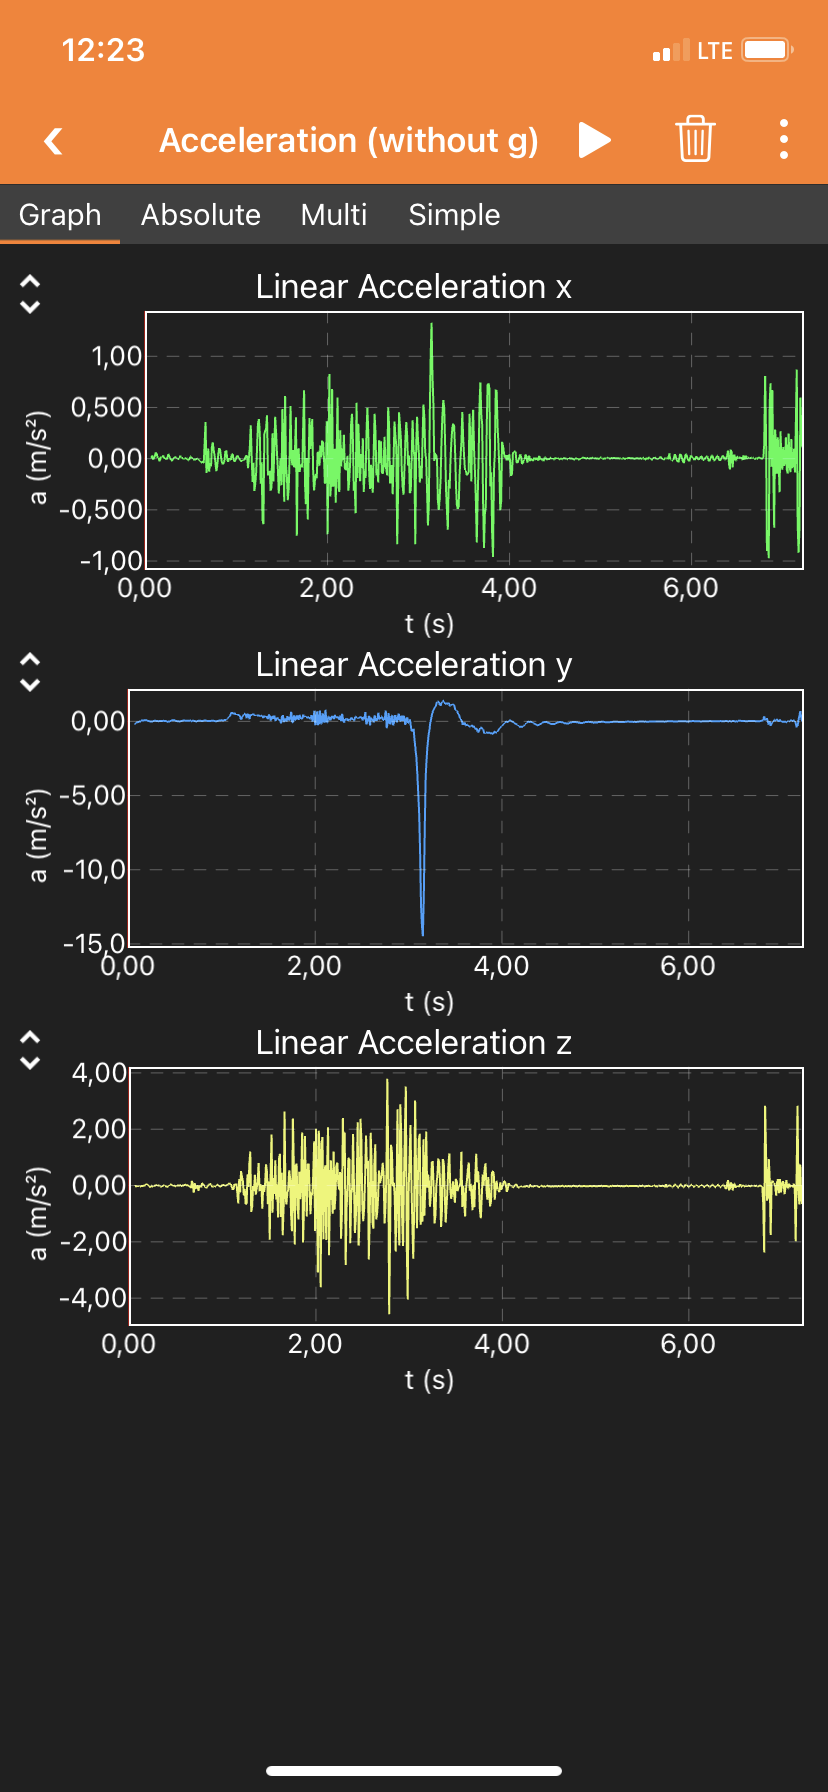 12:23 LTE
Acceleration (without g)
Graph Absolute Multi Simple
Linear Acceleration x
a (m/s²)
1,00
0,500
0,00
-0,500
-1,00
0,00 2,00 4,00 6,00
t (s)
Linear Acceleration y
a (m/s²)
0,00
-5,00
-10,0
-15,0
0,00 2,00 4,00 6,00
t (s)
Linear Acceleration z
a (m/s²)
4,00
2,00
0,00
-2,00
-4,00
0,00 2,00 4,00 6,00
t (s)